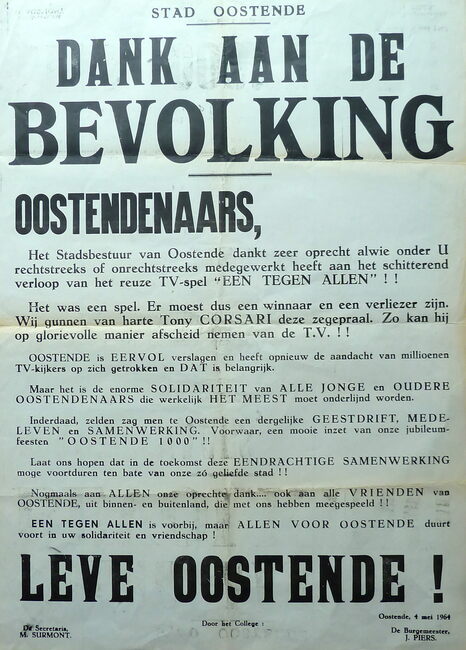 STAD OOSTENDE
DANK AAN DE
BEVOLKING
OOSTENDENAARS,
Het Stadsbestuur van Oostende dankt zeer oprecht alwie onder U
rechtstreeks of onrechtstreeks medegewerkt heeft aan het schitterend
verloop van het reuze TV-spel "EEN TEGEN ALLEN" ! !
Het was een spel. Er moest dus een winnaar en een verliezer zijn.
Wij gunnen van harte Tony CORSARI deze zegepraal. Zo kan hij
op glorievolle manier afscheid nemen van de T.V. ! !
OOSTENDE is EERVOL verslagen en heeft opnieuw de aandacht van millioenen
TV-kijkers op zich getrokken en DAT is belangrijk.
Maar het is de enorme SOLIDARITEIT van ALLE JONGE en OUDERE
OOSTENDENAARS die werkelijk HET MEEST moet onderlijnd worden.
Inderdaad, zelden zag men te Oostende een dergelijke GEESTDRIFT, MEDE-
LEVEN en SAMENWERKING. Voorwaar, een mooie inzet van onze jubileum-
feesten "OOSTENDE 1000" !!
Laat ons hopen dat in de toekomst deze EENDRACHTIGE SAMENWERKING
moge voortduren ten bate van onze zó geliefde stad ! !
Nogmaals aan ALLEN onze oprechte dank.... ook aan alle VRIENDEN van
OOSTENDE, uit binnen- en buitenland, die met ons hebben meegespeeld ! !
EEN TEGEN ALLEN is voorbij, maar ALLEN VOOR OOSTENDE duurt
voort in uw solidariteit en vriendschap !
LEVE OOSTENDE !
Oostende, 4 mei 1964
Door het College :
De Secretaris,
M. SURMONT.
De Burgemeester,
J. PIERS.